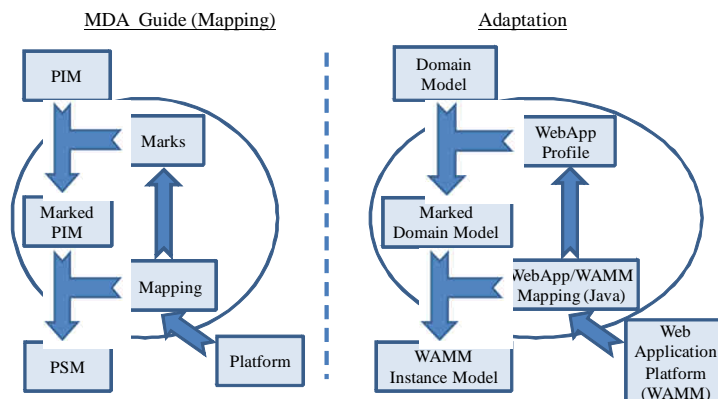 MDA Guide (Mapping)
PIM
Marks
Marked
PIM
Mapping
Platform
PSM
Adaptation
Domain
Model
WebApp
Profile
Marked
Domain Model
WebApp/WAMM
Mapping (Java)
Web
Application
Platform
(WAMM)
WAMM
Instance Model